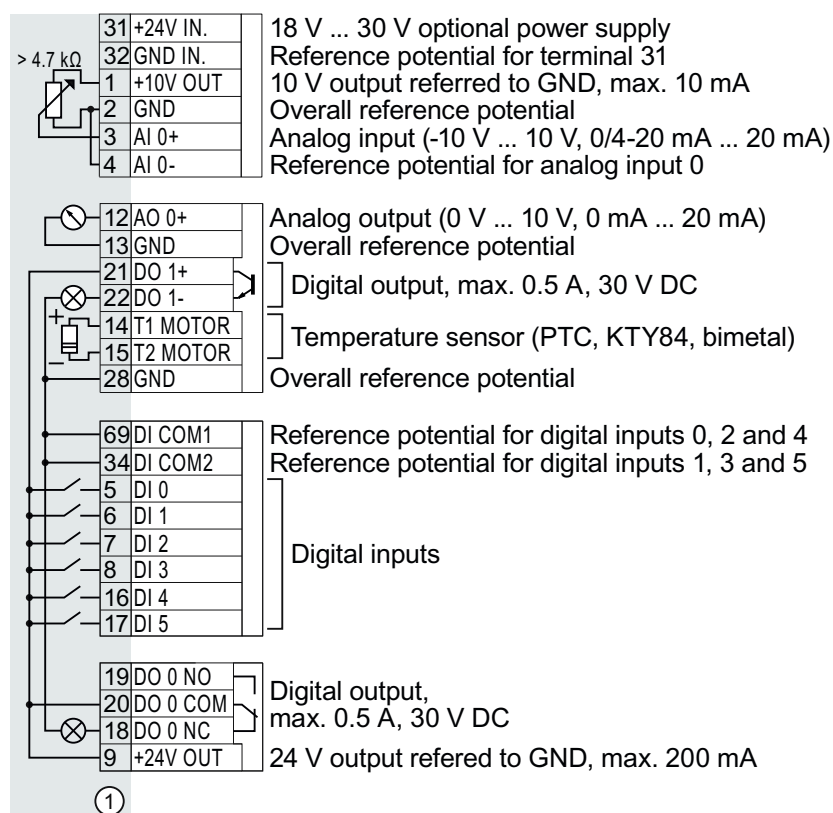 31 +24V IN. 18 V ... 30 V optional power supply
32 GND IN. Reference potential for terminal 31
> 4.7 kΩ
1 +10V OUT 10 V output referred to GND, max. 10 mA
2 GND Overall reference potential
3 AI 0+ Analog input (-10 V ... 10 V, 0/4-20 mA ... 20 mA)
4 AI 0- Reference potential for analog input 0
12 AO 0+ Analog output (0 V ... 10 V, 0 mA ... 20 mA)
13 GND Overall reference potential
21 DO 1+
22 DO 1- Digital output, max. 0.5 A, 30 V DC
+ 14 T1 MOTOR
– 15 T2 MOTOR Temperature sensor (PTC, KTY84, bimetal)
28 GND Overall reference potential
69 DI COM1 Reference potential for digital inputs 0, 2 and 4
34 DI COM2 Reference potential for digital inputs 1, 3 and 5
5 DI 0
6 DI 1
7 DI 2
Digital inputs
8 DI 3
16 DI 4
17 DI 5
19 DO 0 NO
20 DO 0 COM Digital output,
18 DO 0 NC max. 0.5 A, 30 V DC
9 +24V OUT 24 V output refered to GND, max. 200 mA
1